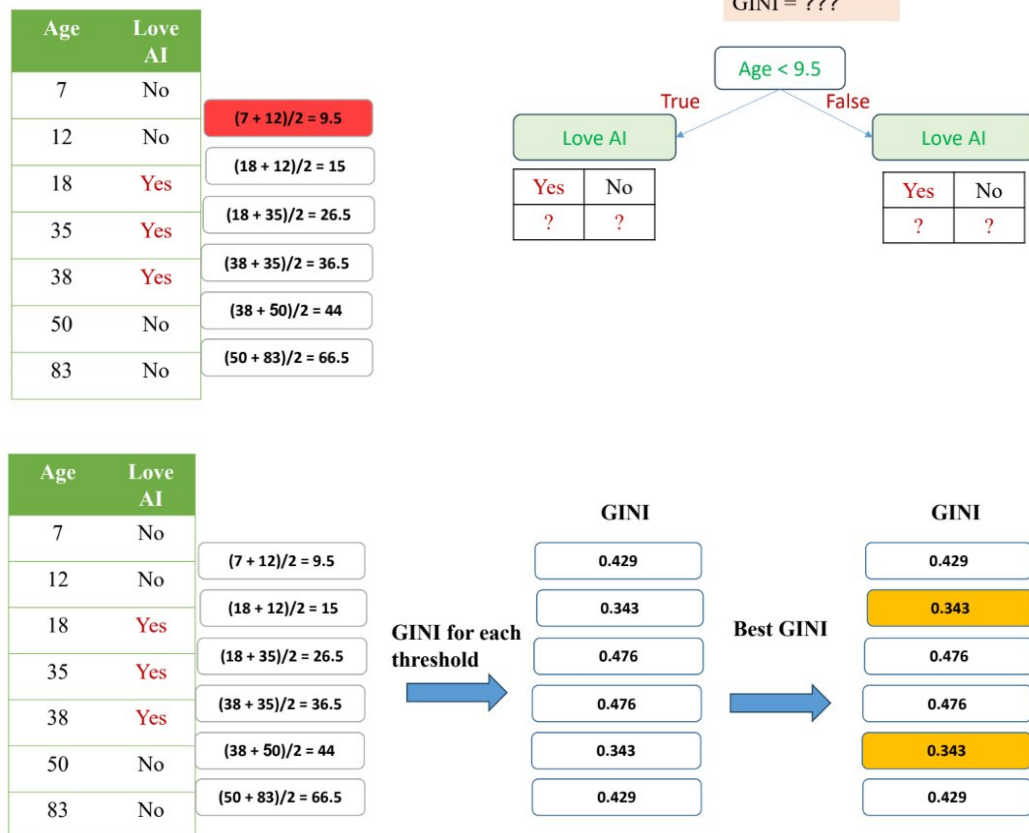 GINI = ???
Age Love AI
7 No
12 No
18 Yes
35 Yes
38 Yes
50 No
83 No
(7 + 12)/2 = 9.5
(18 + 12)/2 = 15
(18 + 35)/2 = 26.5
(38 + 35)/2 = 36.5
(38 + 50)/2 = 44
(50 + 83)/2 = 66.5
Age < 9.5
True False
Love AI
Yes No
? ?
Love AI
Yes No
? ?
Age Love AI
7 No
12 No
18 Yes
35 Yes
38 Yes
50 No
83 No
(7 + 12)/2 = 9.5
(18 + 12)/2 = 15
(18 + 35)/2 = 26.5
(38 + 35)/2 = 36.5
(38 + 50)/2 = 44
(50 + 83)/2 = 66.5
GINI for each
threshold
GINI
0.429
0.343
0.476
0.476
0.343
0.429
Best GINI
GINI
0.429
0.343
0.476
0.476
0.343
0.429